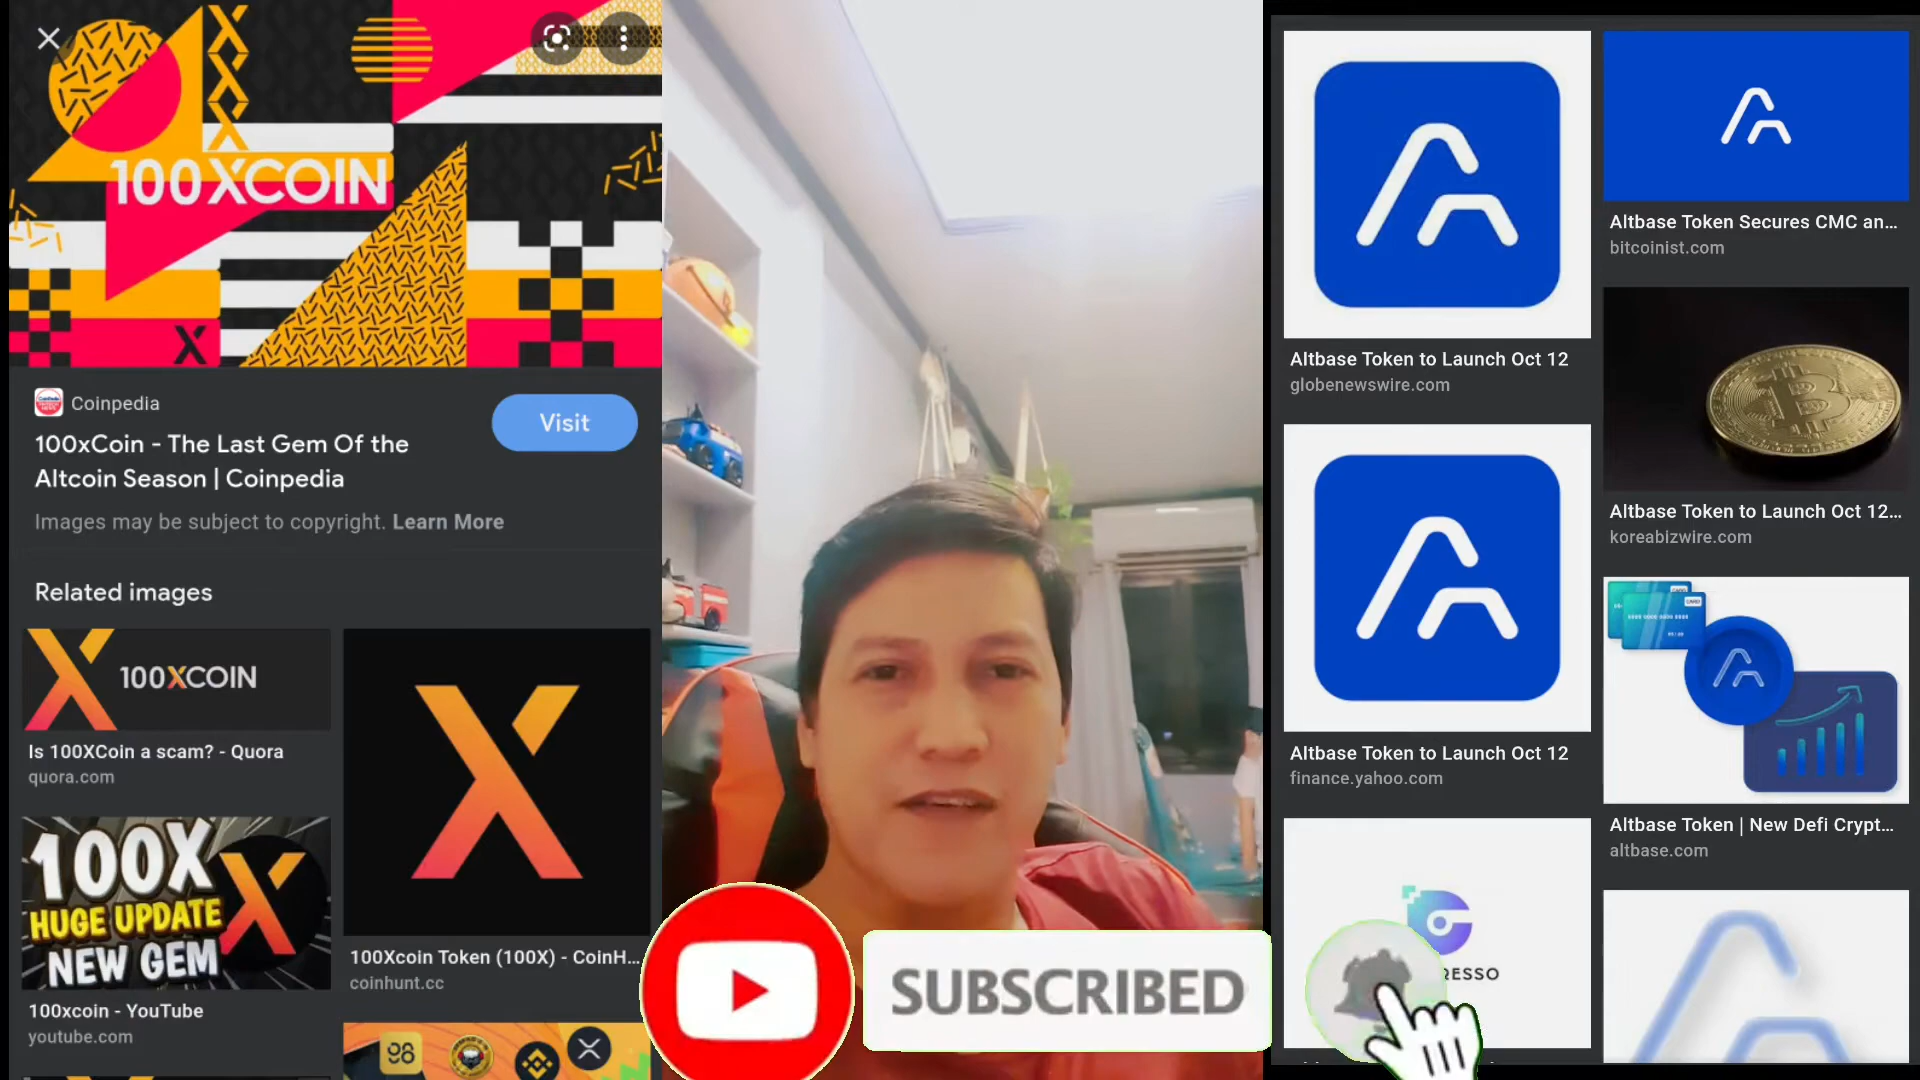 100XCOIN
Coinpedia
Visit
100xCoin - The Last Gem Of the
Altcoin Season | Coinpedia
Images may be subject to copyright. Learn More
Related images
100XCOIN
Is 100XCoin a scam? - Quora
quora.com
100X
HUGE UPDATE
NEW GEM
100xcoin - YouTube
youtube.com
100Xcoin Token (100X) - CoinH...
coinhunt.cc
SUBSCRIBED
Altbase Token to Launch Oct 12
globenewswire.com
Altbase Token to Launch Oct 12
finance.yahoo.com
RESSO
Altbase Token Secures CMC an...
bitcoinist.com
Altbase Token to Launch Oct 12...
koreabizwire.com
CARD
Altbase Token | New Defi Crypt...
altbase.com